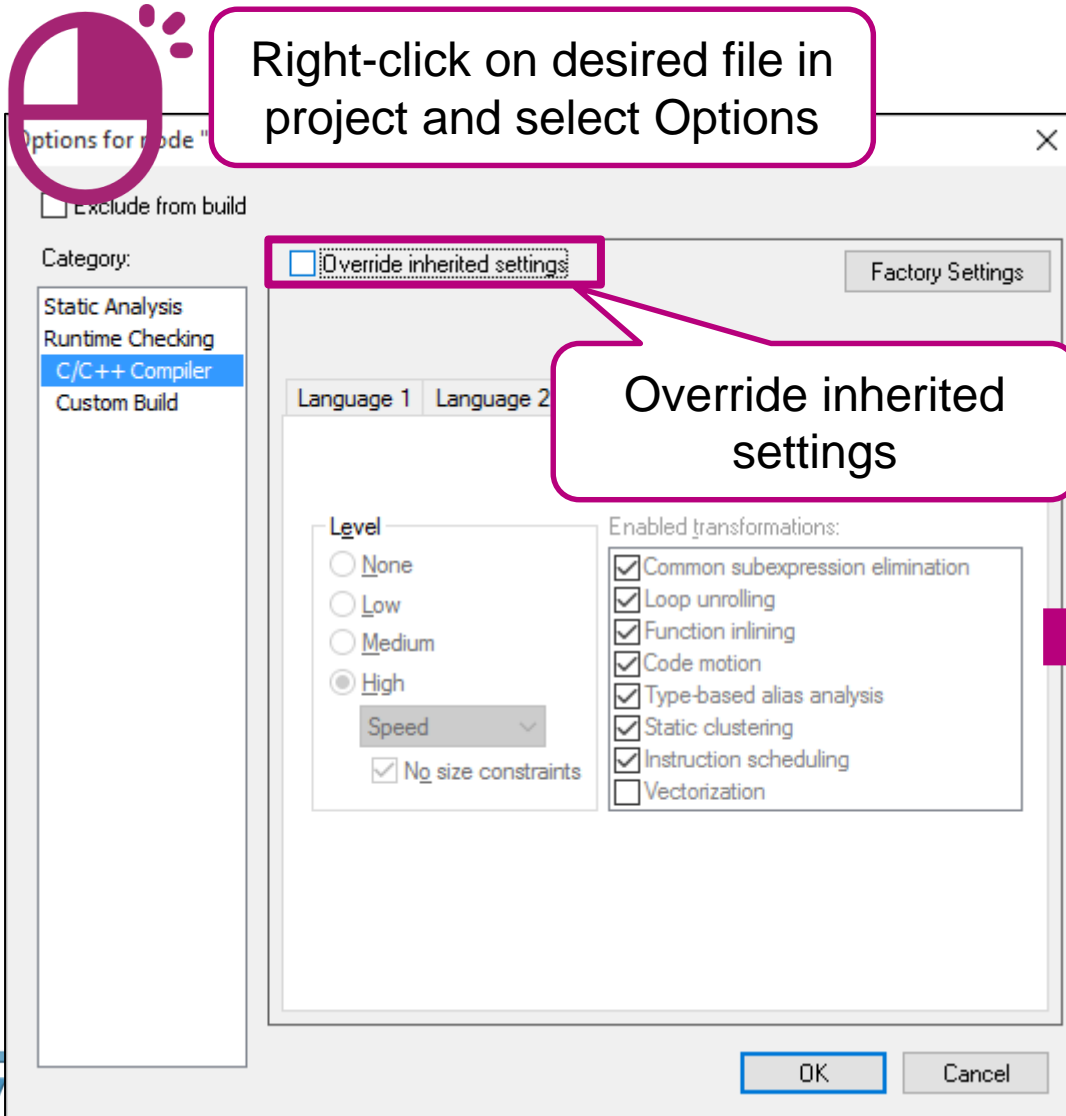 Right-click on desired file in
project and select Options
Options for node "
Exclude from build
Category:
Override inherited settings
Factory Settings
Static Analysis
Runtime Checking
C/C++ Compiler
Custom Build
Language 1
Language 2
Override inherited
settings
Level
None
Low
Medium
High
Speed
No size constraints
Enabled transformations:
Common subexpression elimination
Loop unrolling
Function inlining
Code motion
Type-based alias analysis
Static clustering
Instruction scheduling
Vectorization
OK
Cancel